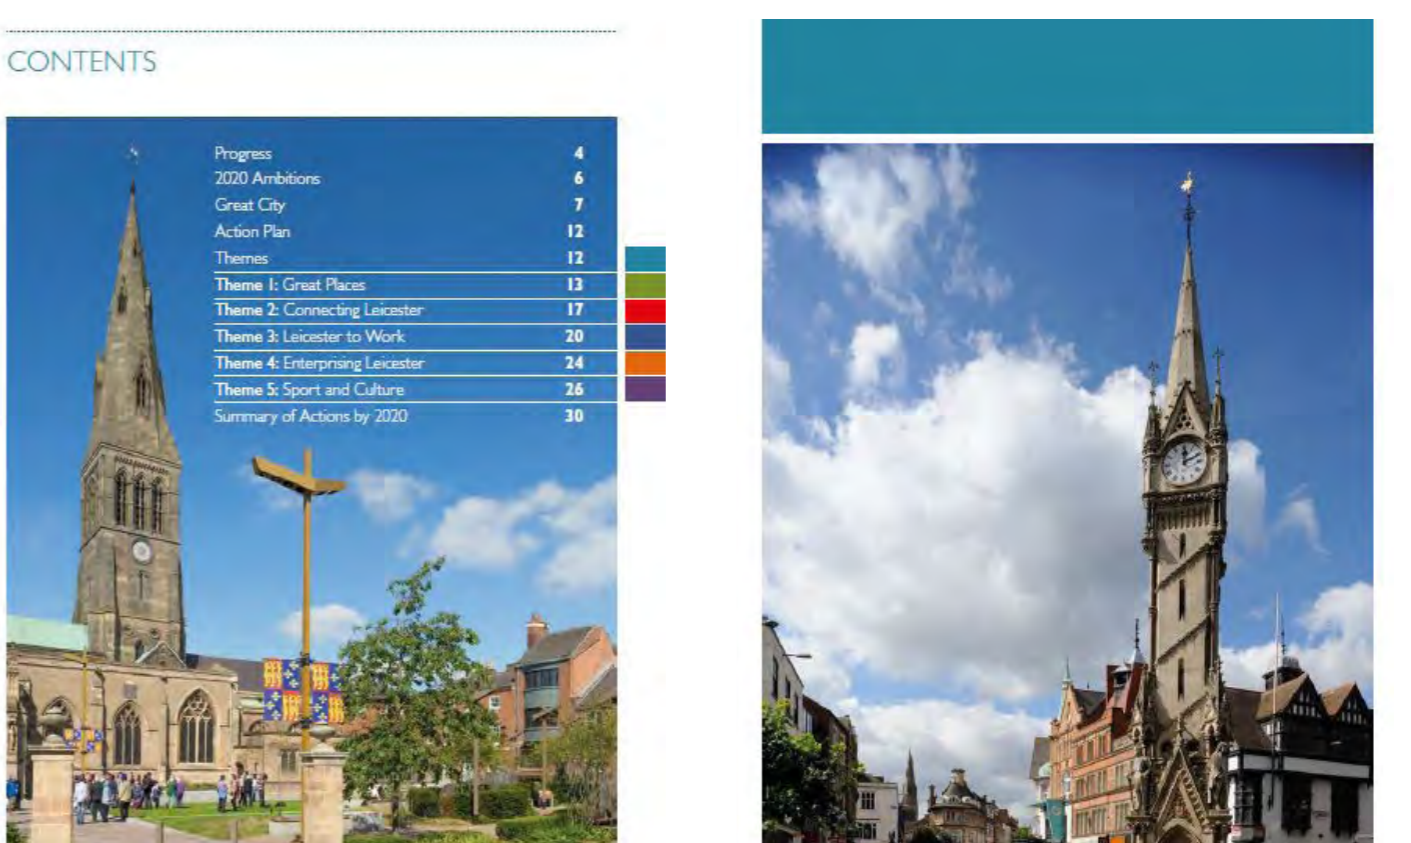 CONTENTS
Progress 4
2020 Ambitions 6
Great City 7
Action Plan 12
Themes 12
Theme 1: Great Places 13
Theme 2: Connecting Leicester 17
Theme 3: Leicester to Work 20
Theme 4: Enterprising Leicester 24
Theme 5: Sport and Culture 26
Summary of Actions by 2020 30